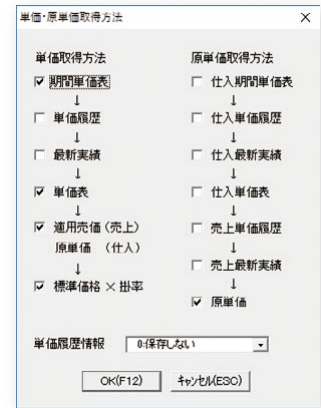 単価・原単価取得方法
単価取得方法
期間単価表
↓
単価履歴
↓
最新実績
↓
単価表
↓
適用売価(売上)
原単価 (仕入)
↓
標準価格×掛率
原単価取得方法
仕入期間単価表
↓
仕入単価履歴
↓
仕入最新実績
↓
仕入単価表
↓
売上単価履歴
↓
売上最新実績
↓
原単価
単価履歴情報 0:保存しない
OK(F12) キャンセル(ESC)